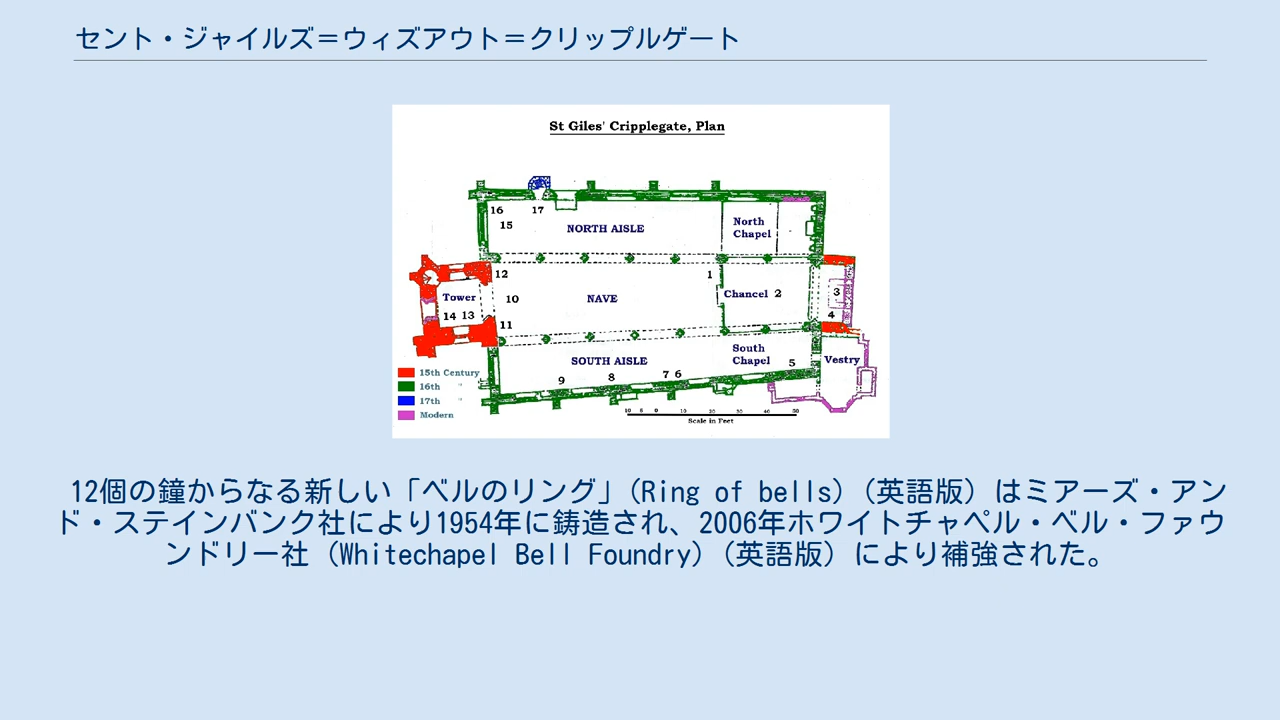 セント・ジャイルズ＝ウィズアウト＝クリップルゲート
St Giles' Cripplegate, Plan
16 17
15
NORTH AISLE
North
Chapel
12
1
Tower
10
NAVE
Chancel 2
3
14 13
11
4
SOUTH AISLE
South
Chapel
5
Vestry
9 8 7 6
15th Century
16th "
17th "
Modern
10 5 0 10 20 30 40 50
Scale in Feet
12個の鐘からなる新しい「ベルのリング」(Ring of bells)（英語版）はミアーズ・アン
ド・ステインバンク社により1954年に鋳造され、2006年ホワイトチャペル・ベル・ファウ
ンドリー社 (Whitechapel Bell Foundry)（英語版）により補強された。